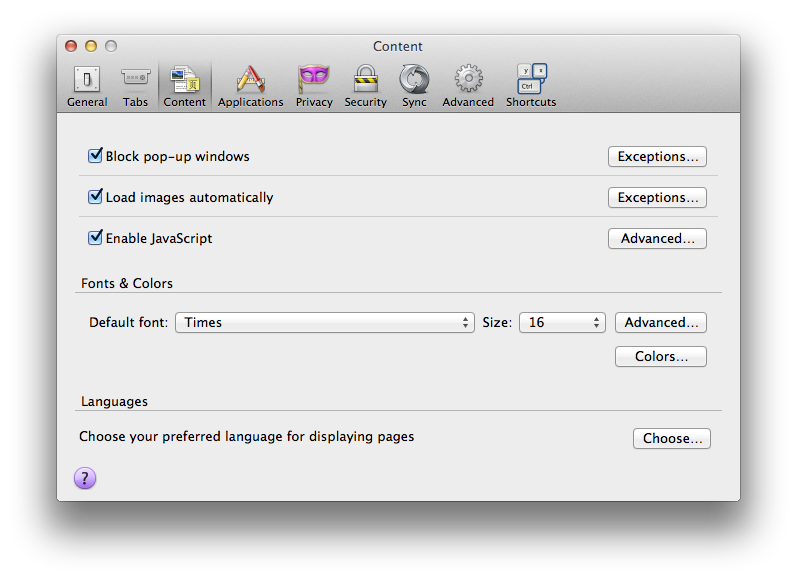 Content
General Tabs Content Applications Privacy Security Sync Advanced Shortcuts
Block pop-up windows Exceptions...
Load images automatically Exceptions...
Enable JavaScript Advanced...
Fonts & Colors
Default font: Times Size: 16 Advanced...
Colors...
Languages
Choose your preferred language for displaying pages Choose...
?